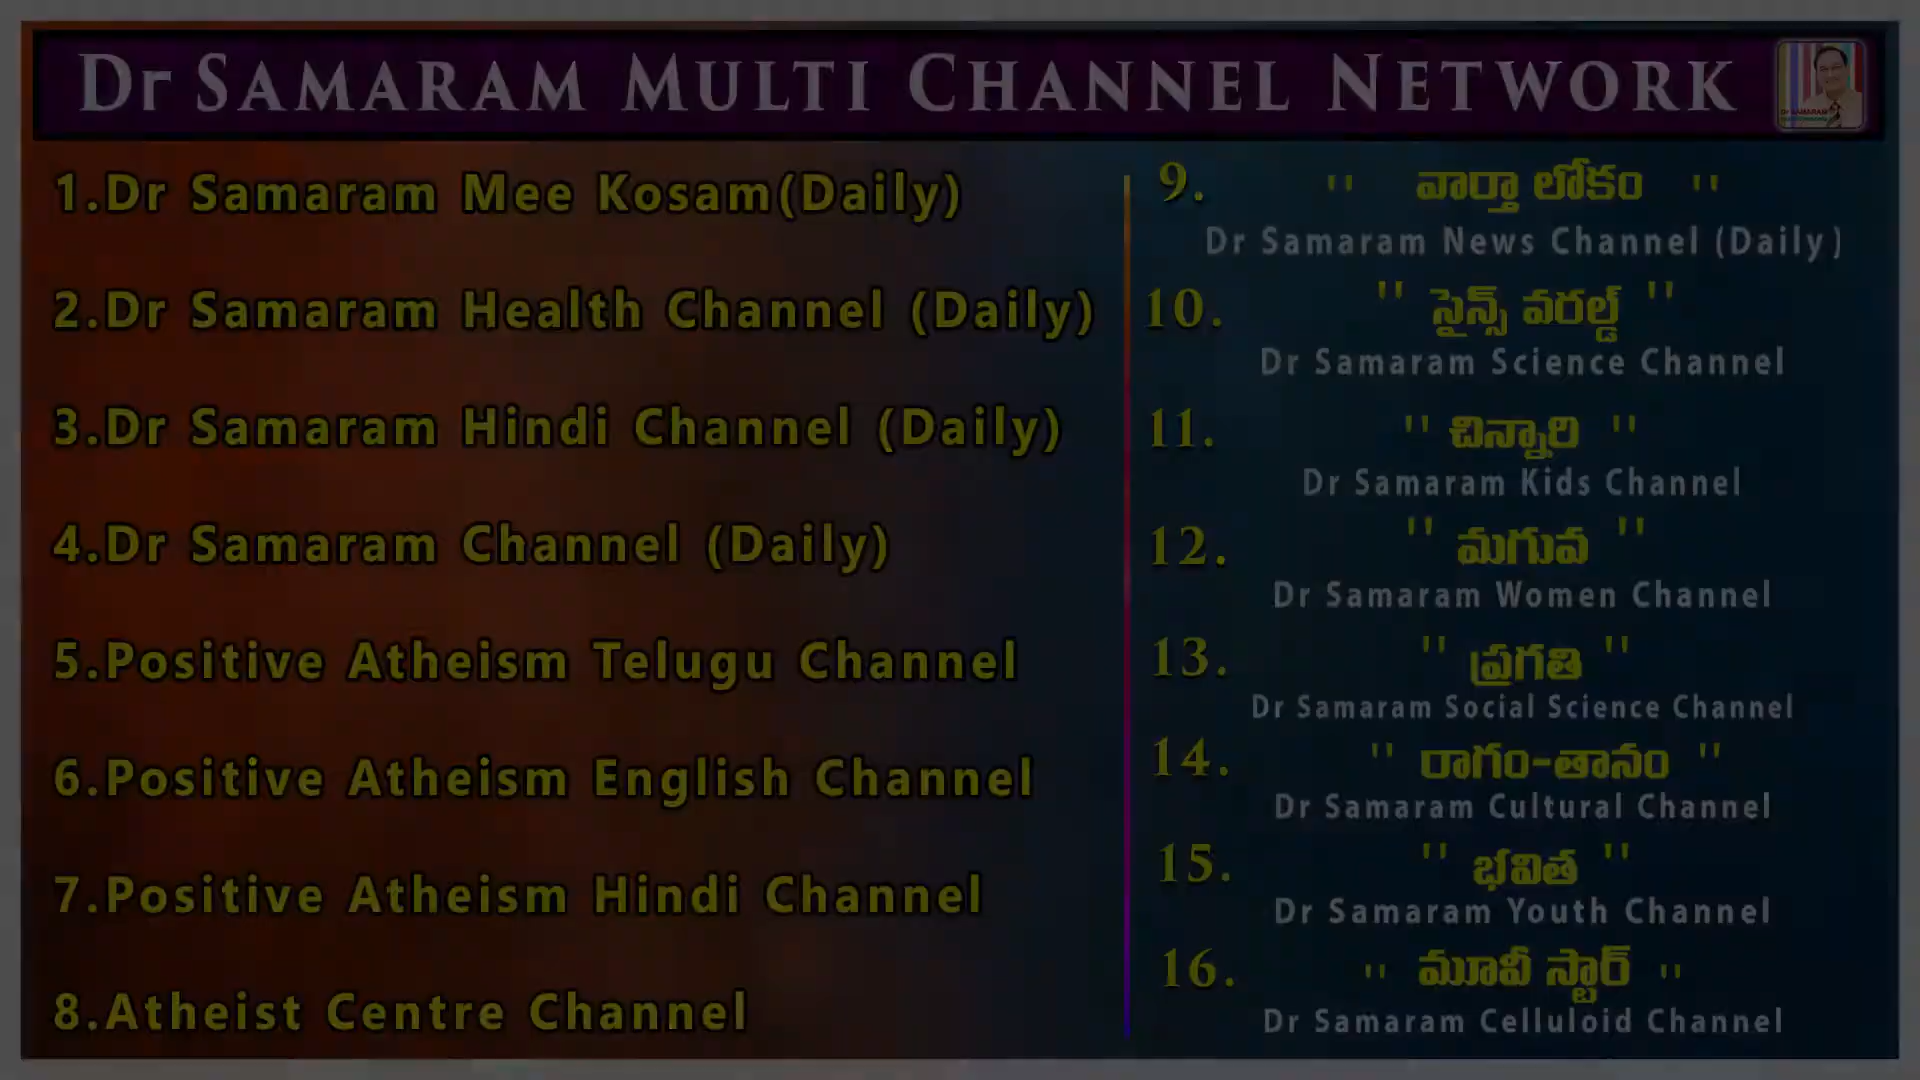 Dr SAMARAM MULTI CHANNEL NETWORK
1.Dr Samaram Mee Kosam(Daily)
2.Dr Samaram Health Channel (Daily)
3.Dr Samaram Hindi Channel (Daily)
4.Dr Samaram Channel (Daily)
5.Positive Atheism Telugu Channel
6.Positive Atheism English Channel
7.Positive Atheism Hindi Channel
8.Atheist Centre Channel
9. '' వార్తా లోకం ''
Dr Samaram News Channel (Daily)
10. '' సైన్స్ వరల్డ్ ''
Dr Samaram Science Channel
11. '' చిన్నారి ''
Dr Samaram Kids Channel
12. '' మగువ ''
Dr Samaram Women Channel
13. '' ప్రగతి ''
Dr Samaram Social Science Channel
14. '' రాగం-తానం ''
Dr Samaram Cultural Channel
15. '' భవిత ''
Dr Samaram Youth Channel
16. '' మూవీ స్టార్ ''
Dr Samaram Celluloid Channel